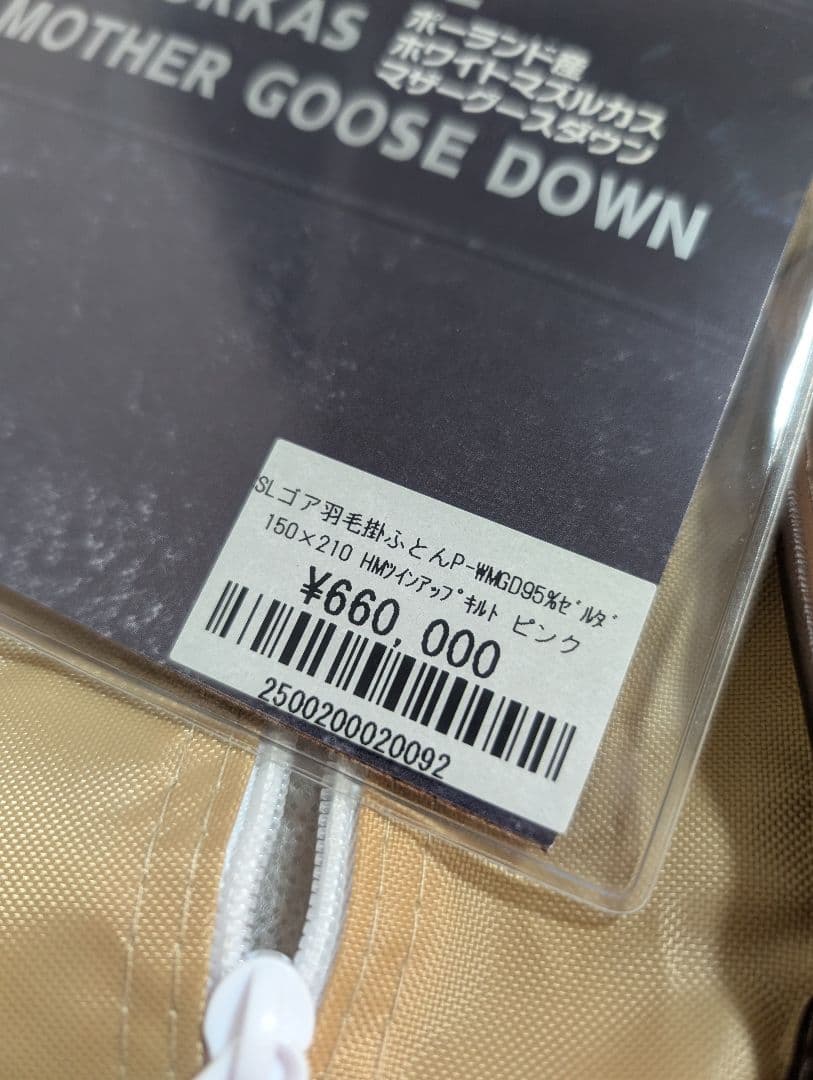 RKAS
MOTHER GOOSE DOWN
ポーランド産
ホワイトマズルカス
マザーグースダウン
SLゴア羽毛掛ふとんP-WMGD95%ｾﾞﾙﾀﾞ
150×210 HMﾂインアップﾟｷﾙﾄ ピンク
¥660,000
2500200020092